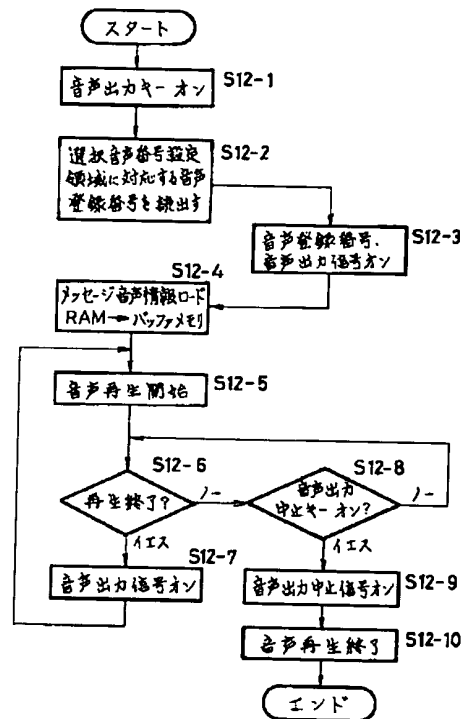 スタート
音声出力キーオン
S12-1
選択音声番号設定
領域に対応する音声
登録番号を読出す
S12-2
音声登録番号、
音声出力信号オン
S12-3
S12-4
メッセージ音声情報ロード
RAM→バッファメモリ
音声再生開始
S12-5
S12-6
再生終了?
ノー
イエス
S12-8
音声出力
中止キーオン?
ノー
イエス
S12-7
音声出力信号オン
音声出力中止信号オン
S12-9
音声再生終了
S12-10
エンド